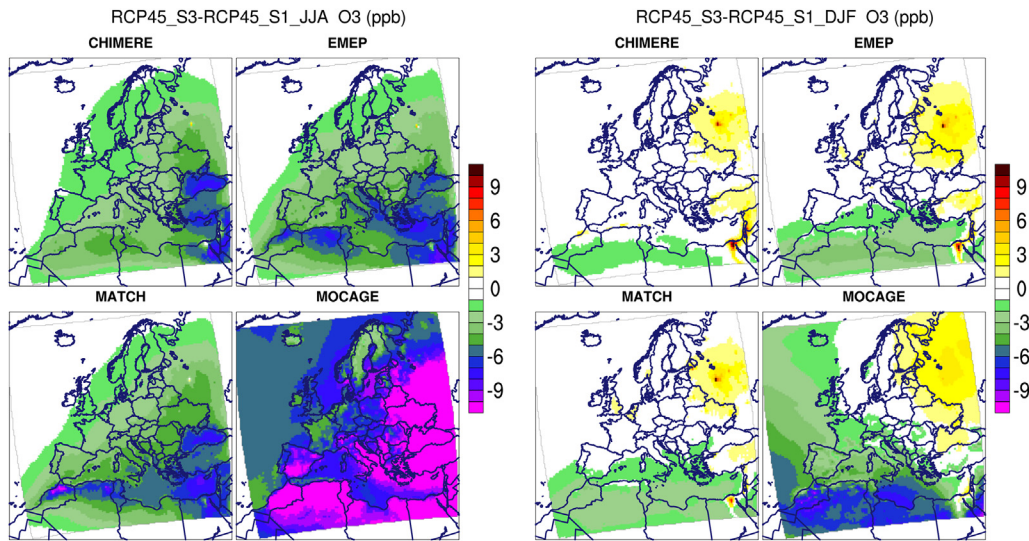 RCP45_S3-RCP45_S1_JJA O3 (ppb)
CHIMERE EMEP
MATCH MOCAGE
9
6
3
0
-3
-6
-9
RCP45_S3-RCP45_S1_DJF O3 (ppb)
CHIMERE EMEP
MATCH MOCAGE
9
6
3
0
-3
-6
-9